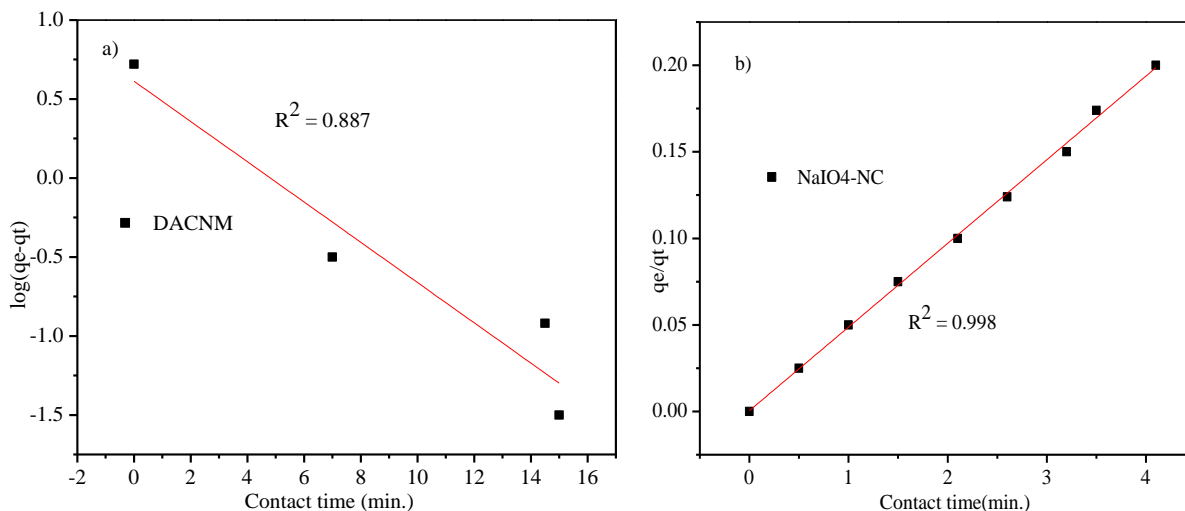 a)
R² = 0.887
DACNM
log(qe-qt)
1.0
0.5
0.0
-0.5
-1.0
-1.5
0 2 4 6 8 10 12 14 16
Contact time (min.)
b)
NaIO4-NC
R² = 0.998
qe/qt
0.20
0.15
0.10
0.05
0.00
0 1 2 3 4
Contact time(min.)